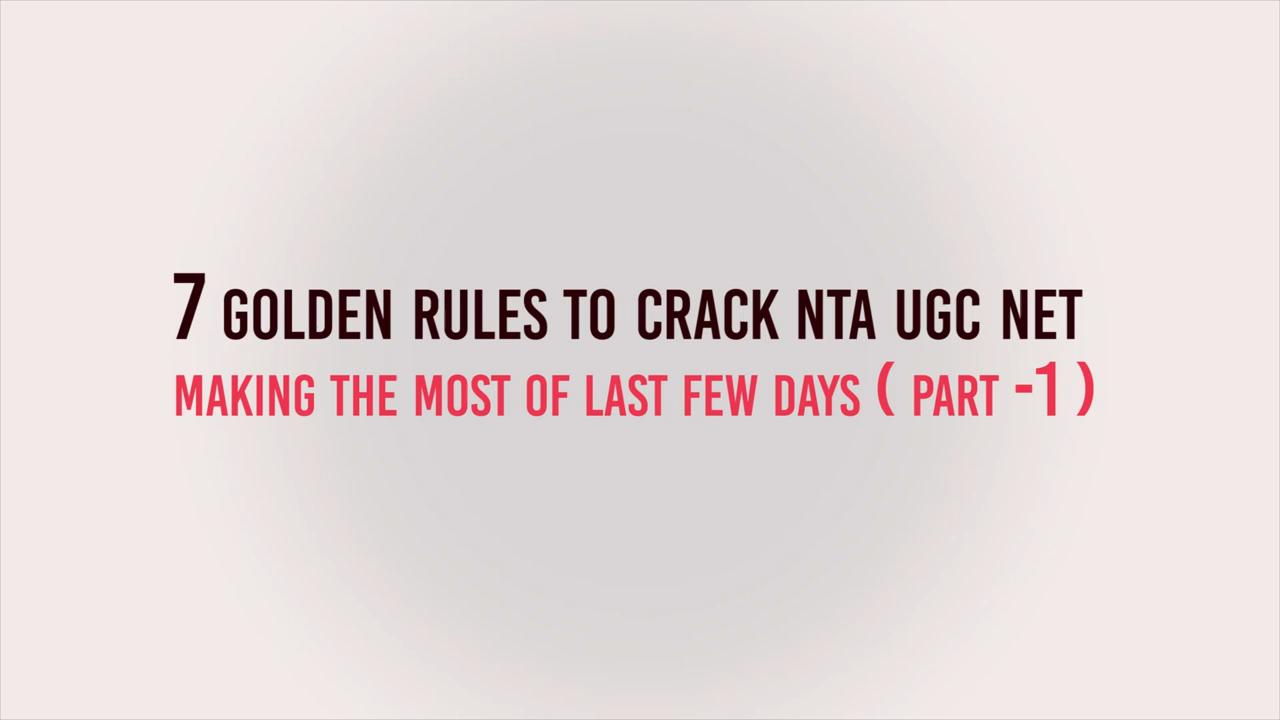 7 GOLDEN RULES TO CRACK NTA UGC NET
MAKING THE MOST OF LAST FEW DAYS ( PART -1 )